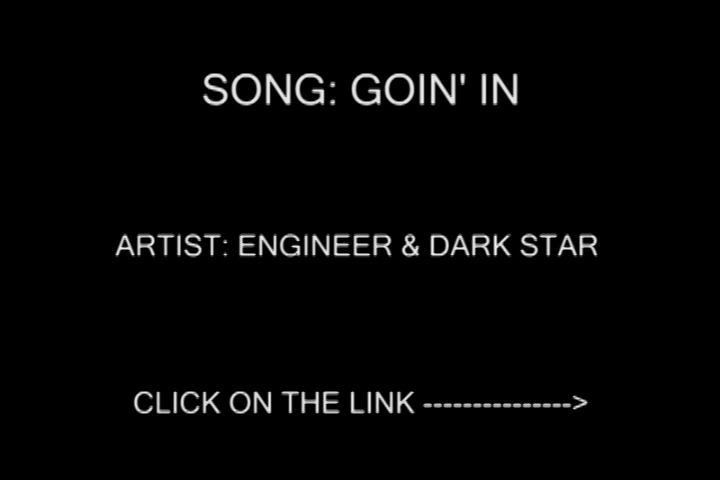 SONG: GOIN' IN
ARTIST: ENGINEER & DARK STAR
CLICK ON THE LINK --------------->